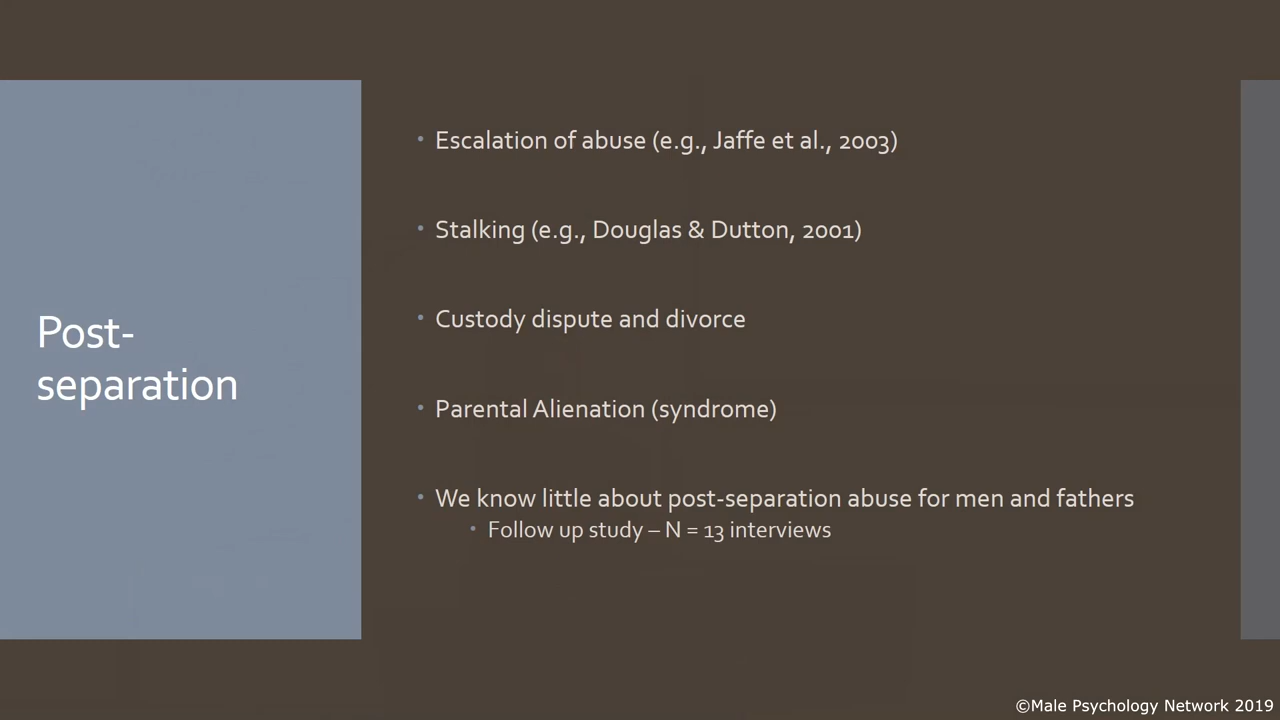 Post-
separation
• Escalation of abuse (e.g., Jaffe et al., 2003)
• Stalking (e.g., Douglas & Dutton, 2001)
• Custody dispute and divorce
• Parental Alienation (syndrome)
• We know little about post-separation abuse for men and fathers
• Follow up study – N = 13 interviews
©Male Psychology Network 2019